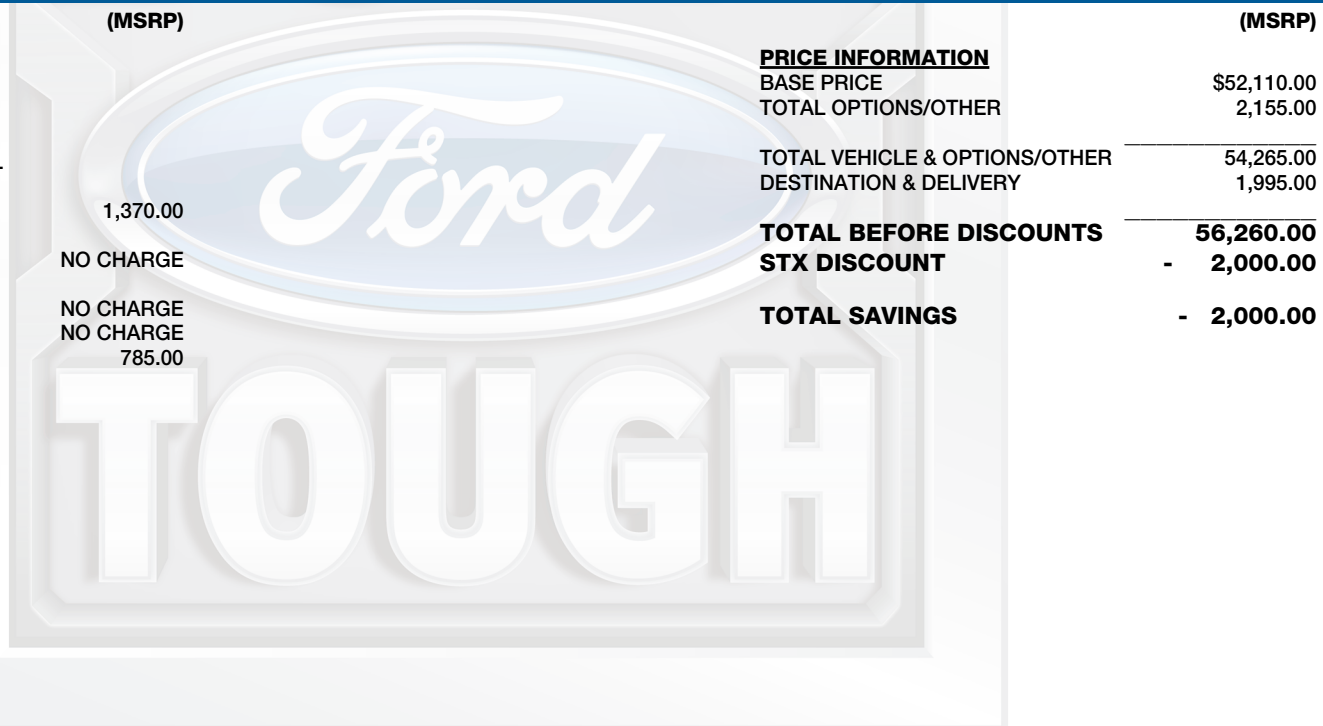 (MSRP)
1,370.00
NO CHARGE
NO CHARGE
NO CHARGE
785.00
(MSRP)
PRICE INFORMATION
BASE PRICE $52,110.00
TOTAL OPTIONS/OTHER 2,155.00
TOTAL VEHICLE & OPTIONS/OTHER 54,265.00
DESTINATION & DELIVERY 1,995.00
TOTAL BEFORE DISCOUNTS 56,260.00
STX DISCOUNT - 2,000.00
TOTAL SAVINGS - 2,000.00
Ford
TOUGH